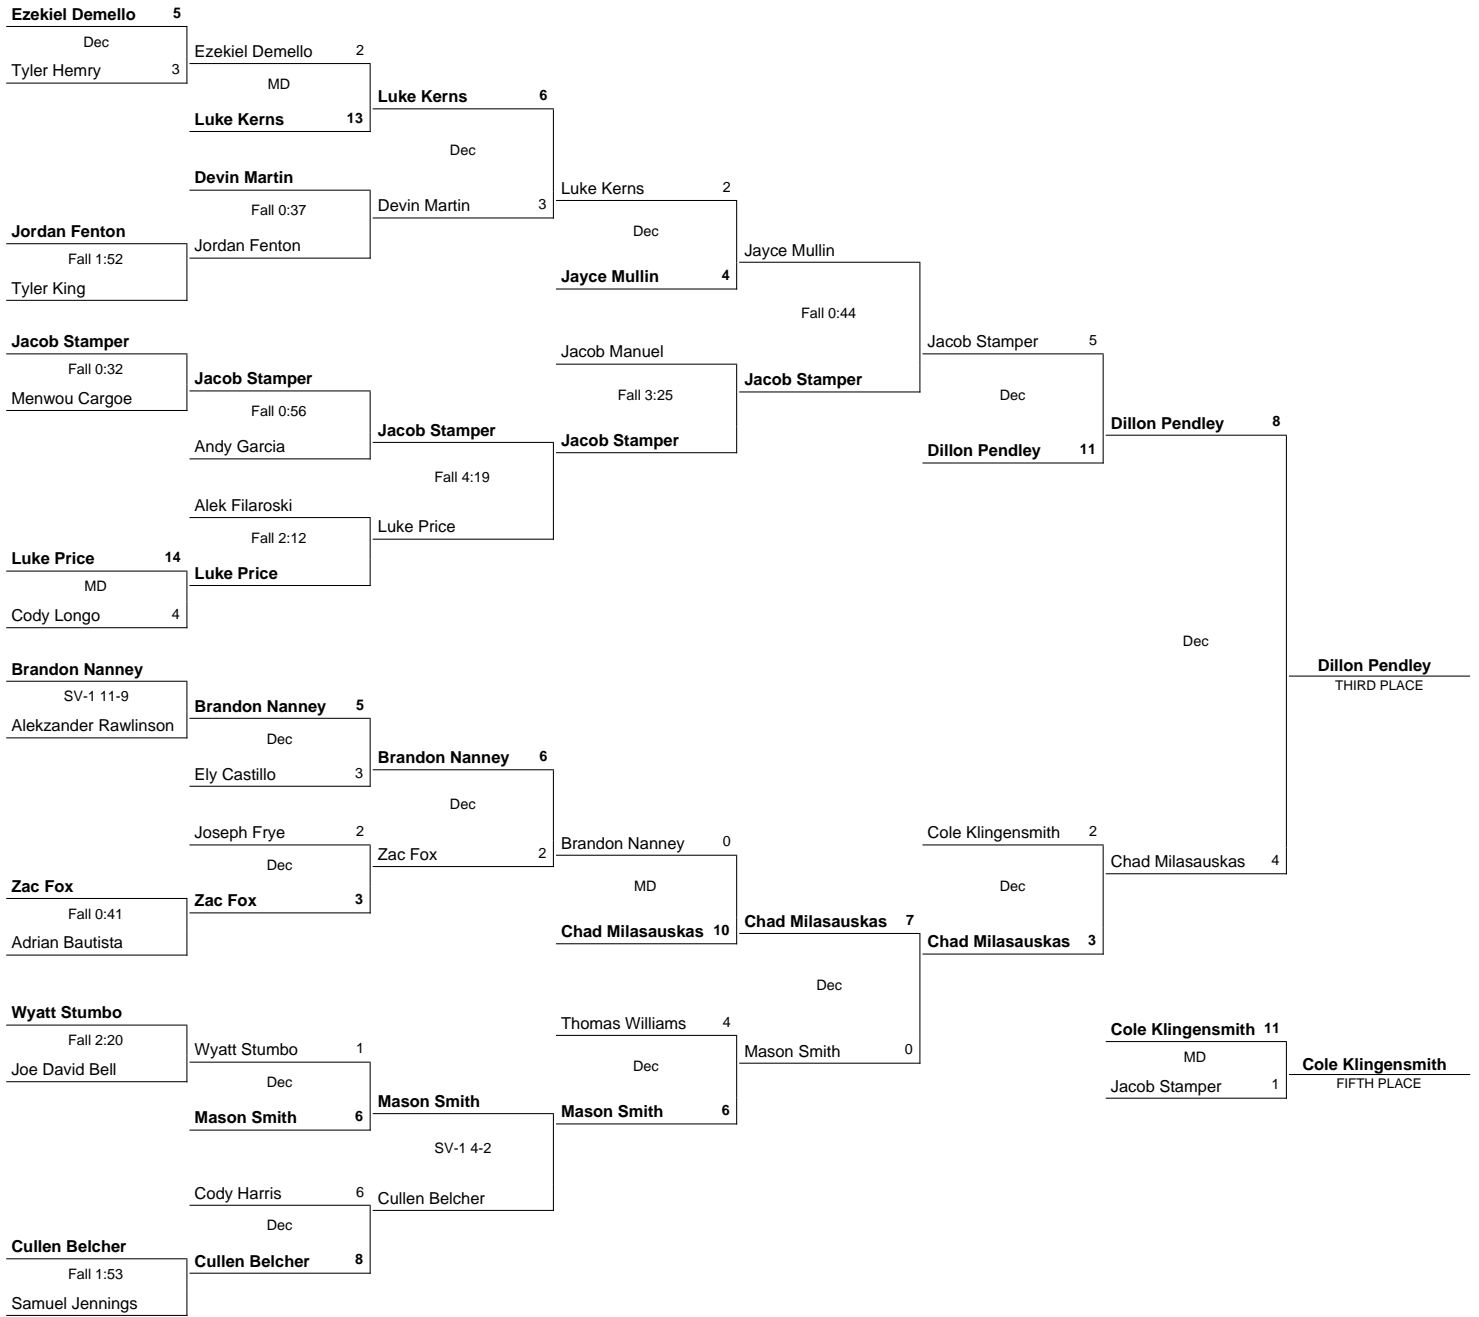 Ezekiel Demello 5
Dec
Tyler Hemry 3
Ezekiel Demello 2
MD
Luke Kerns 13
Luke Kerns 6
Dec
Devin Martin 3
Devin Martin
Fall 0:37
Jordan Fenton
Jordan Fenton
Fall 1:52
Tyler King
Luke Kerns 2
Dec
Jayce Mullin 4
Jayce Mullin
Fall 0:44
Jacob Stamper
Jacob Stamper
Fall 0:32
Menwou Cargoe
Jacob Stamper
Fall 0:56
Andy Garcia
Jacob Stamper
Fall 4:19
Luke Price
Jacob Manuel
Fall 3:25
Jacob Stamper
Alek Filaroski
Fall 2:12
Luke Price
Luke Price 14
MD
Cody Longo 4
Jacob Stamper 5
Dec
Dillon Pendley 11
Dillon Pendley 8
Dec
Chad Milasauskas 4
Dillon Pendley
THIRD PLACE
Brandon Nanney
SV-1 11-9
Alekzander Rawlinson
Brandon Nanney 5
Dec
Ely Castillo 3
Brandon Nanney 6
Dec
Zac Fox 2
Joseph Frye 2
Dec
Zac Fox 3
Zac Fox
Fall 0:41
Adrian Bautista
Brandon Nanney 0
MD
Chad Milasauskas 10
Chad Milasauskas 7
Dec
Mason Smith 0
Cole Klingensmith 2
Dec
Chad Milasauskas 3
Wyatt Stumbo
Fall 2:20
Joe David Bell
Wyatt Stumbo 1
Dec
Mason Smith 6
Mason Smith
SV-1 4-2
Cullen Belcher
Thomas Williams 4
Dec
Mason Smith 6
Cody Harris 6
Dec
Cullen Belcher 8
Cullen Belcher
Fall 1:53
Samuel Jennings
Cole Klingensmith 11
MD
Jacob Stamper 1
Cole Klingensmith
FIFTH PLACE